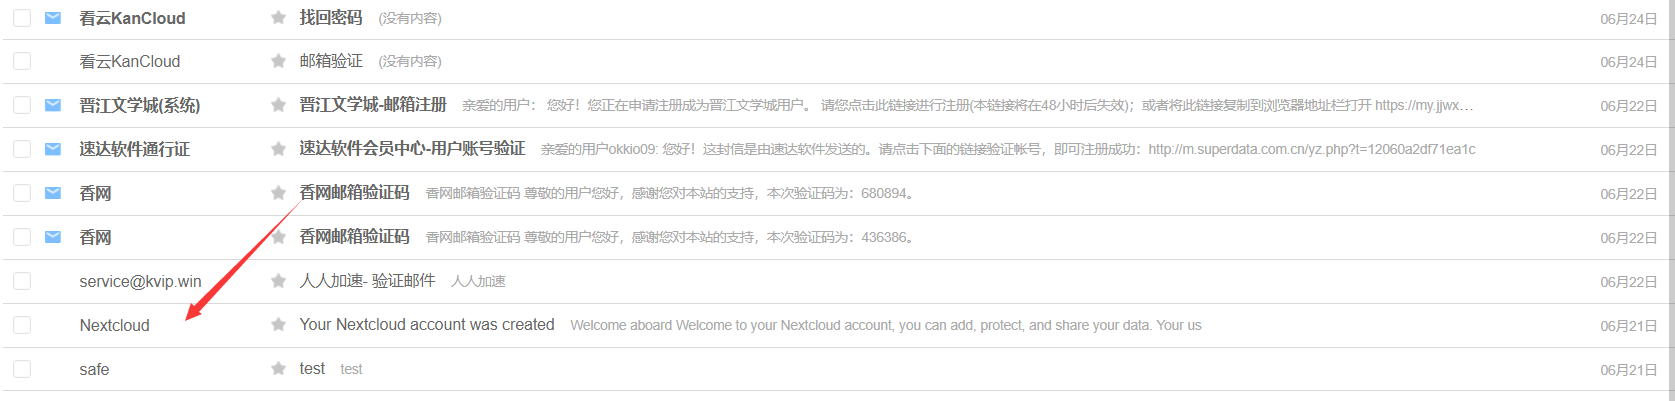 看云KanCloud 找回密码 (没有内容) 06月24日
看云KanCloud 邮箱验证 (没有内容) 06月24日
晋江文学城(系统) 晋江文学城-邮箱注册 亲爱的用户： 您好！您正在申请注册成为晋江文学城用户。 请您点击此链接进行注册(本链接将在48小时后失效)；或者将此链接复制到浏览器地址栏打开 https://my.jjwx... 06月22日
速达软件通行证 速达软件会员中心-用户账号验证 亲爱的用户okkio09: 您好！这封信是由速达软件发送的。请点击下面的链接验证帐号，即可注册成功：http://m.superdata.com.cn/yz.php?t=12060a2df71ea1c 06月22日
香网 香网邮箱验证码 香网邮箱验证码 尊敬的用户您好，感谢您对本站的支持，本次验证码为：680894。 06月22日
香网 香网邮箱验证码 香网邮箱验证码 尊敬的用户您好，感谢您对本站的支持，本次验证码为：436386。 06月22日
service@kvip.win 人人加速- 验证邮件 人人加速 06月22日
Nextcloud Your Nextcloud account was created Welcome aboard Welcome to your Nextcloud account, you can add, protect, and share your data. Your us 06月21日
safe test test 06月21日